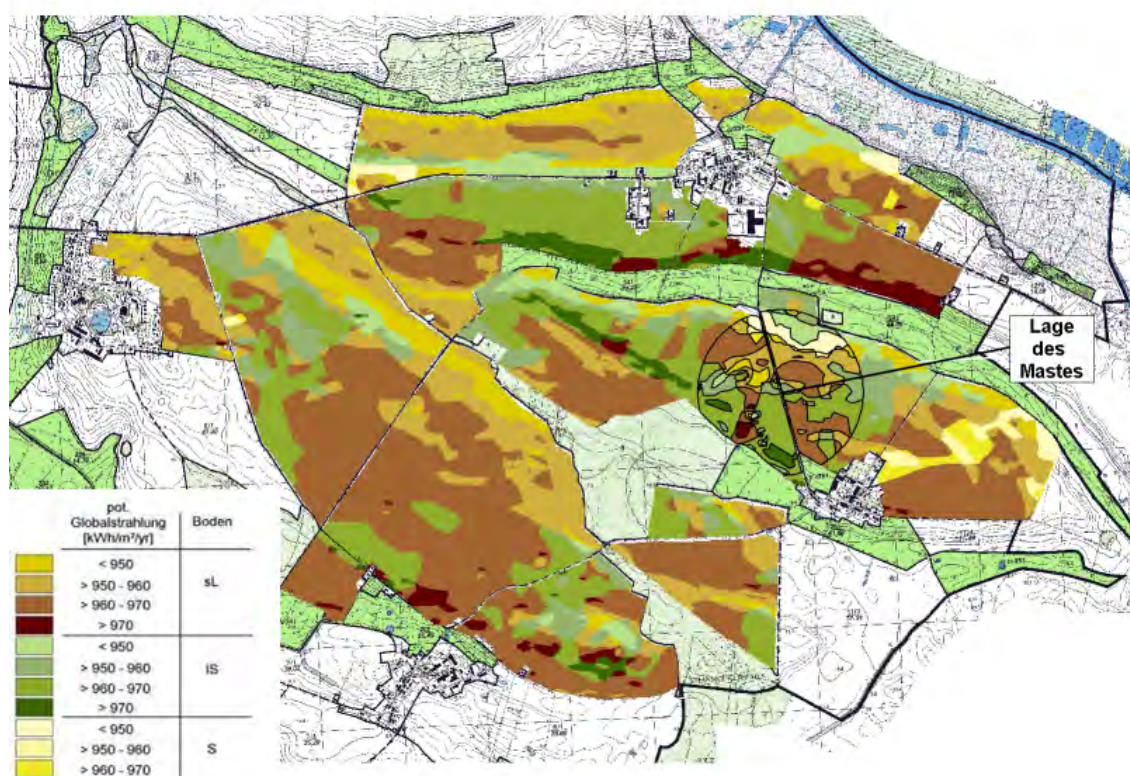 Lage
des
Mastes
pot.
Globalstrahlung
[kWh/m²/yr]
Boden
< 950
> 950 - 960
> 960 - 970
> 970
sL
< 950
> 950 - 960
> 960 - 970
> 970
lS
< 950
> 950 - 960
> 960 - 970
S